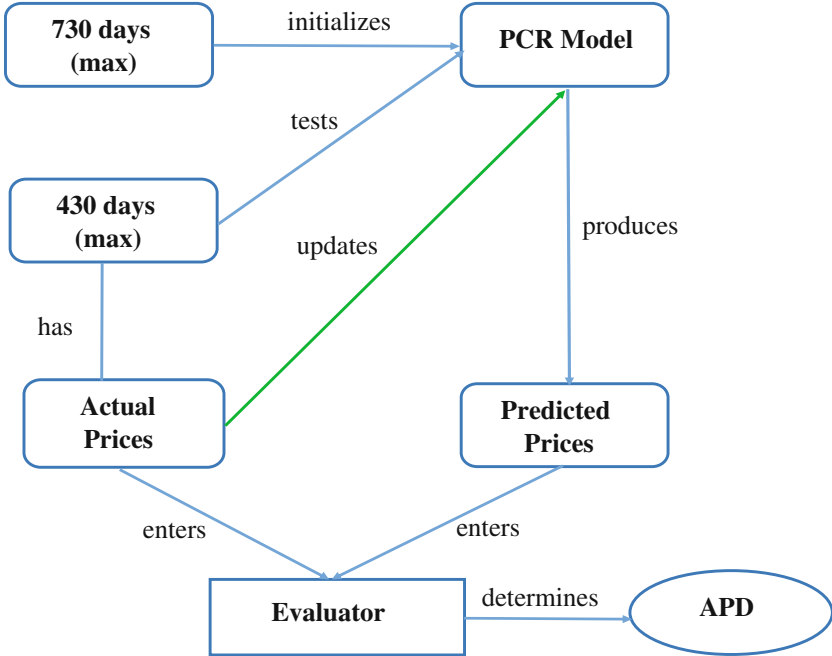 730 days
(max)
initializes
PCR Model
tests
430 days
(max)
updates
produces
has
Actual
Prices
Predicted
Prices
enters
enters
Evaluator
determines
APD